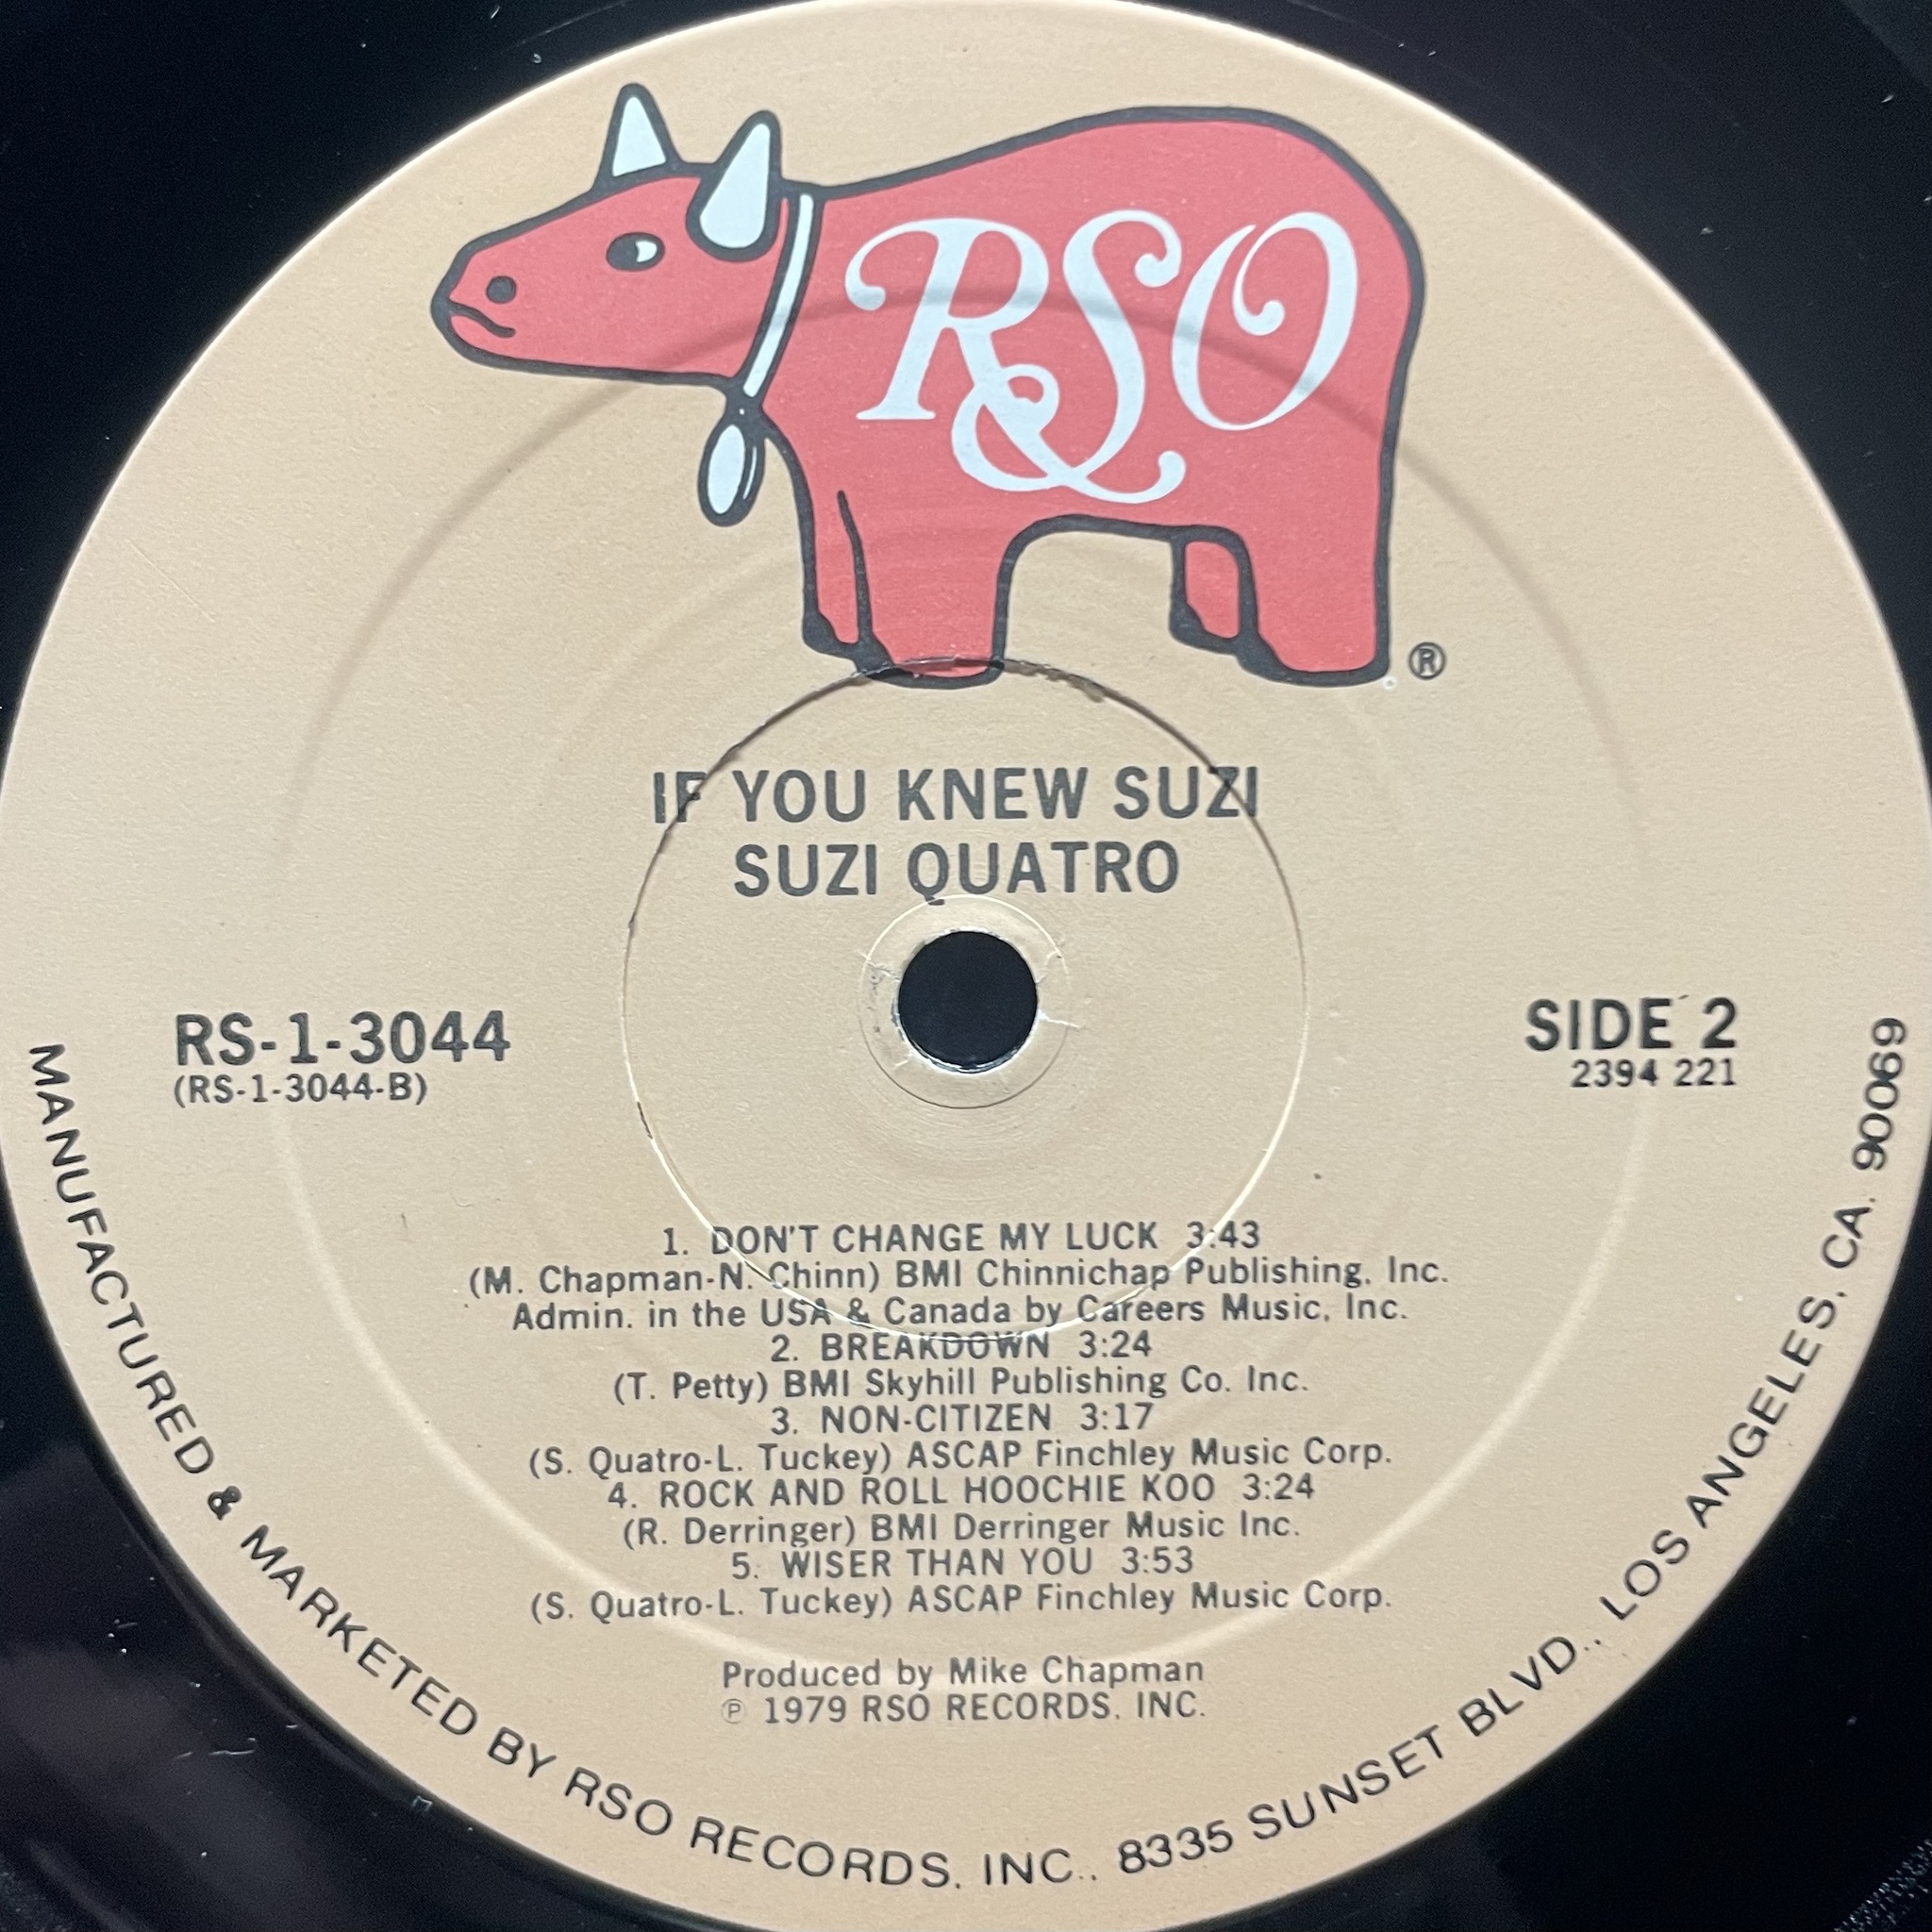 RSO
®
IF YOU KNEW SUZI
SUZI QUATRO
RS-1-3044
(RS-1-3044-B)
SIDE 2
2394 221
1. DON'T CHANGE MY LUCK 3:43
(M. Chapman-N. Chinn) BMI Chinnichap Publishing, Inc.
Admin. in the USA & Canada by Careers Music, Inc.
2. BREAKDOWN 3:24
(T. Petty) BMI Skyhill Publishing Co. Inc.
3. NON-CITIZEN 3:17
(S. Quatro-L. Tuckey) ASCAP Finchley Music Corp.
4. ROCK AND ROLL HOOCHIE KOO 3:24
(R. Derringer) BMI Derringer Music Inc.
5. WISER THAN YOU 3:53
(S. Quatro-L. Tuckey) ASCAP Finchley Music Corp.
Produced by Mike Chapman
℗ 1979 RSO RECORDS, INC.
MANUFACTURED & MARKETED BY RSO RECORDS, INC., 8335 SUNSET BLVD., LOS ANGELES, CA. 90069